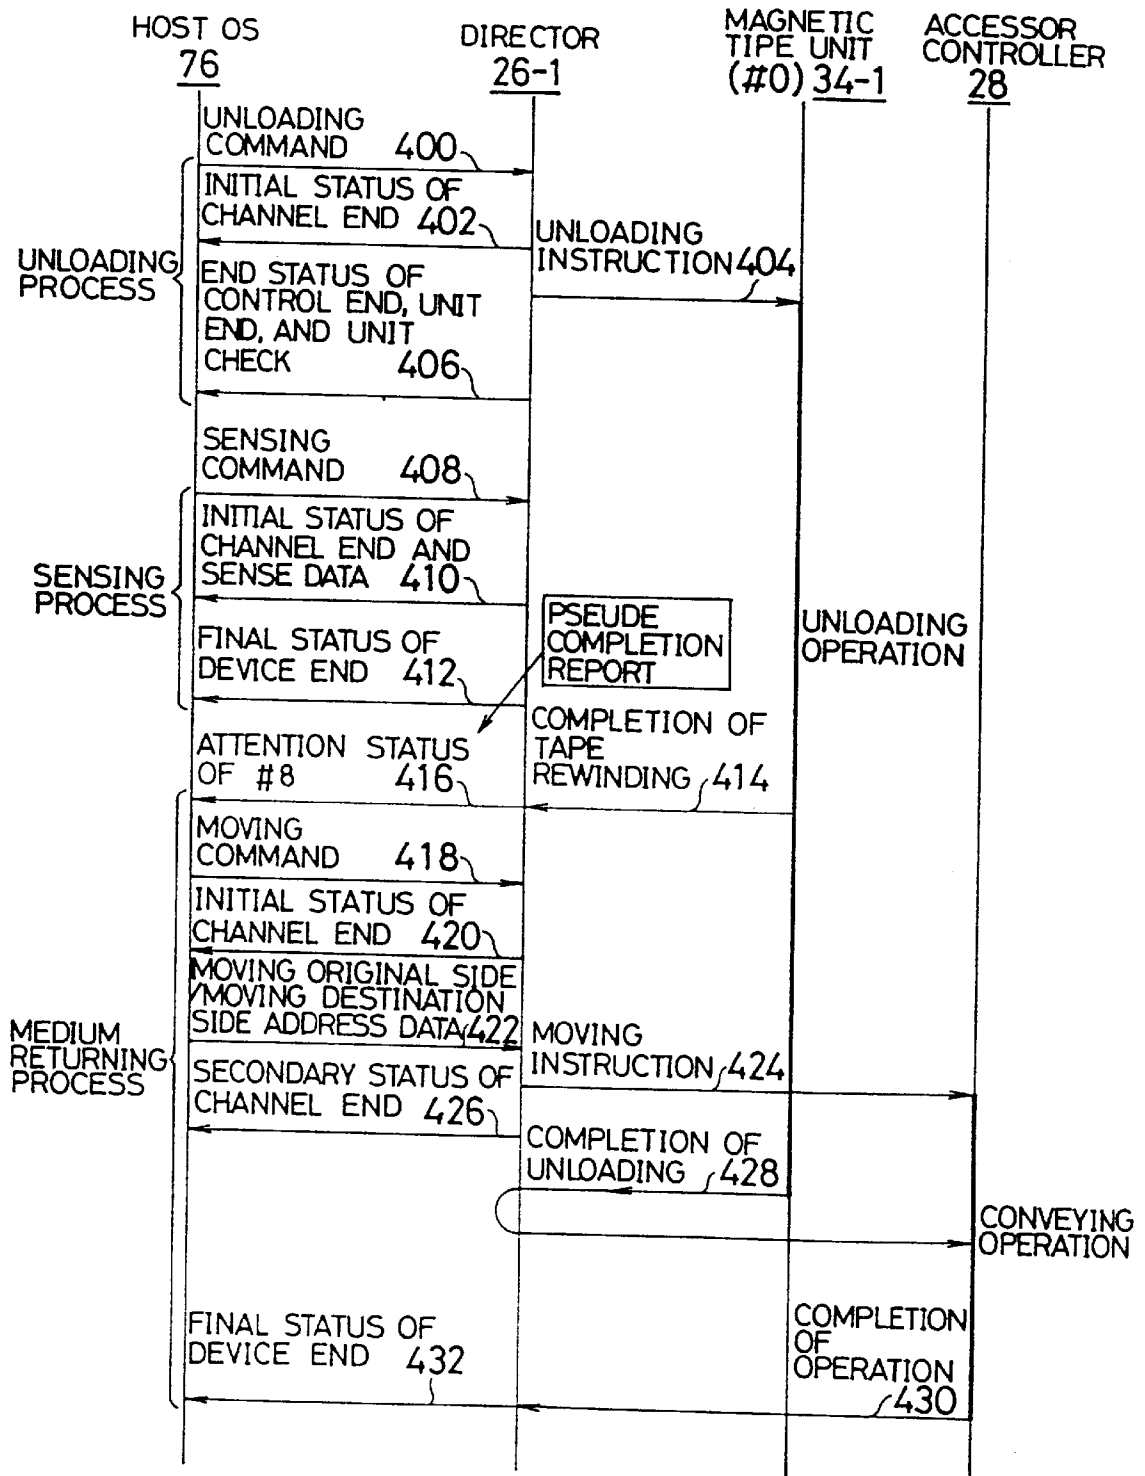 HOST OS
76
DIRECTOR
26-1
MAGNETIC
TIPE UNIT
(#0) 34-1
ACCESSOR
CONTROLLER
28
UNLOADING
COMMAND 400
INITIAL STATUS OF
CHANNEL END 402
UNLOADING
INSTRUCTION 404
UNLOADING
PROCESS
END STATUS OF
CONTROL END, UNIT
END, AND UNIT
CHECK 406
SENSING
COMMAND 408
INITIAL STATUS OF
CHANNEL END AND
SENSE DATA 410
SENSING
PROCESS
PSEUDE
COMPLETION
REPORT
UNLOADING
OPERATION
FINAL STATUS OF
DEVICE END 412
COMPLETION OF
TAPE
REWINDING 414
ATTENTION STATUS
OF #8 416
MOVING
COMMAND 418
INITIAL STATUS OF
CHANNEL END 420
MOVING ORIGINAL SIDE
/MOVING DESTINATION
SIDE ADDRESS DATA 422
MOVING
INSTRUCTION 424
MEDIUM
RETURNING
PROCESS
SECONDARY STATUS OF
CHANNEL END 426
COMPLETION OF
UNLOADING 428
CONVEYING
OPERATION
FINAL STATUS OF
DEVICE END 432
COMPLETION
OF
OPERATION
430